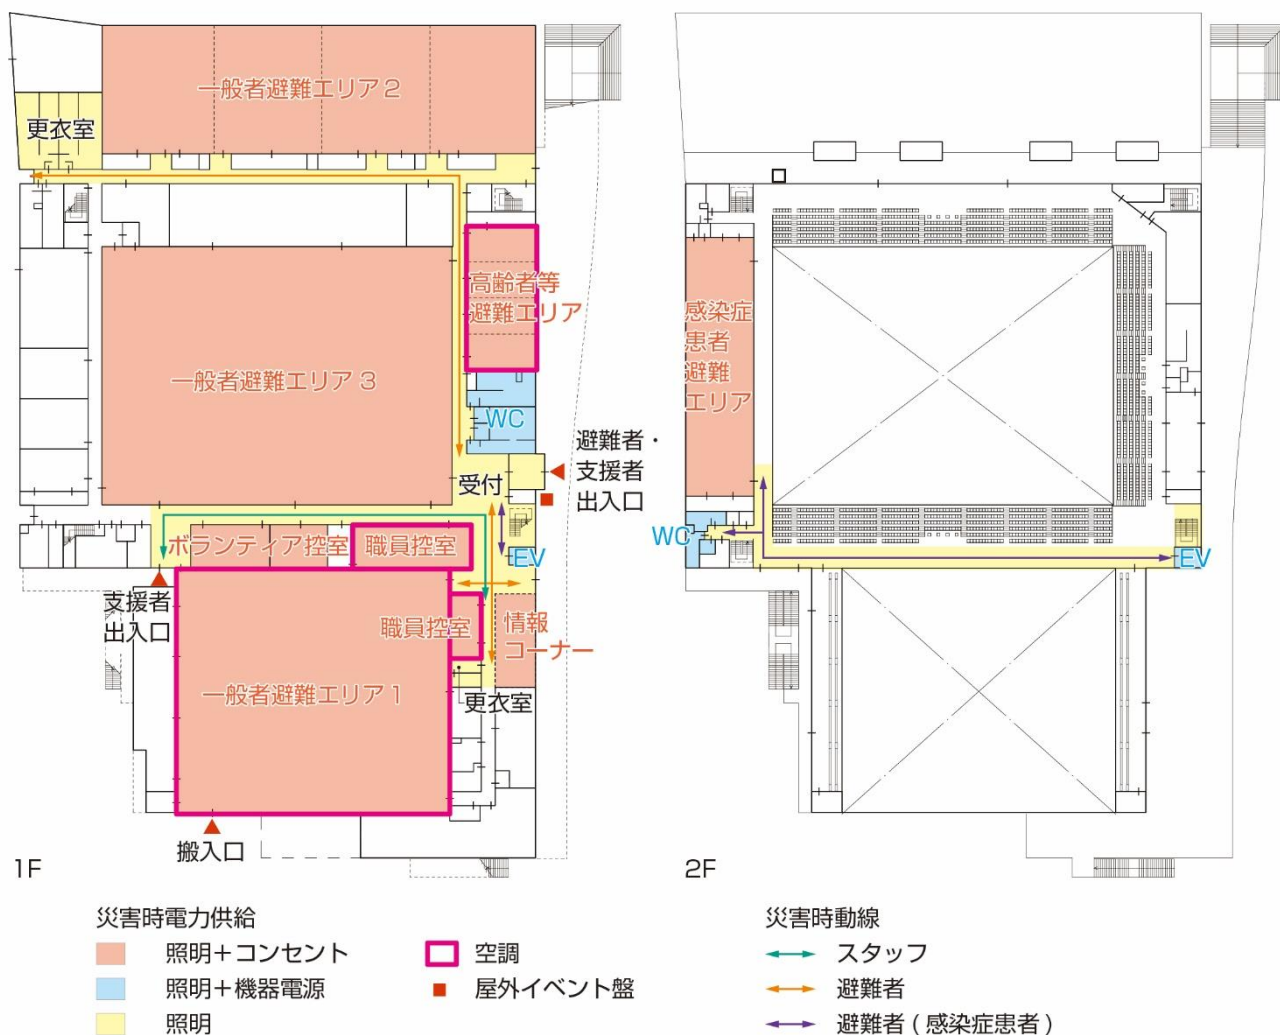 一般者避難エリア2
更衣室
高齢者等
避難エリア
一般者避難エリア3
WC
避難者・
支援者
出入口
受付
ボランティア控室
職員控室
EV
支援者
出入口
職員控室
情報
コーナー
一般者避難エリア1
更衣室
搬入口
1F
感染症
患者
避難
エリア
WC
EV
2F
災害時電力供給
照明＋コンセント
照明＋機器電源
照明
空調
屋外イベント盤
災害時動線
スタッフ
避難者
避難者(感染症患者)